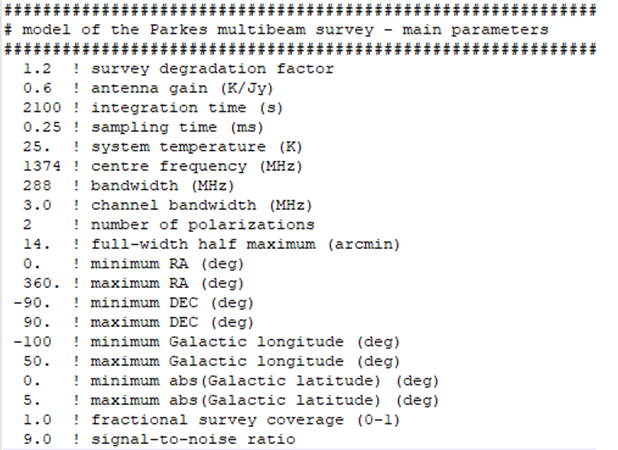 #############################################################
# model of the Parkes multibeam survey - main parameters
#############################################################
1.2 ! survey degradation factor
0.6 ! antenna gain (K/Jy)
2100 ! integration time (s)
0.25 ! sampling time (ms)
25. ! system temperature (K)
1374 ! centre frequency (MHz)
288 ! bandwidth (MHz)
3.0 ! channel bandwidth (MHz)
2 ! number of polarizations
14. ! full-width half maximum (arcmin)
0. ! minimum RA (deg)
360. ! maximum RA (deg)
-90. ! minimum DEC (deg)
90. ! maximum DEC (deg)
-100 ! minimum Galactic longitude (deg)
50. ! maximum Galactic longitude (deg)
0. ! minimum abs(Galactic latitude) (deg)
5. ! maximum abs(Galactic latitude) (deg)
1.0 ! fractional survey coverage (0-1)
9.0 ! signal-to-noise ratio